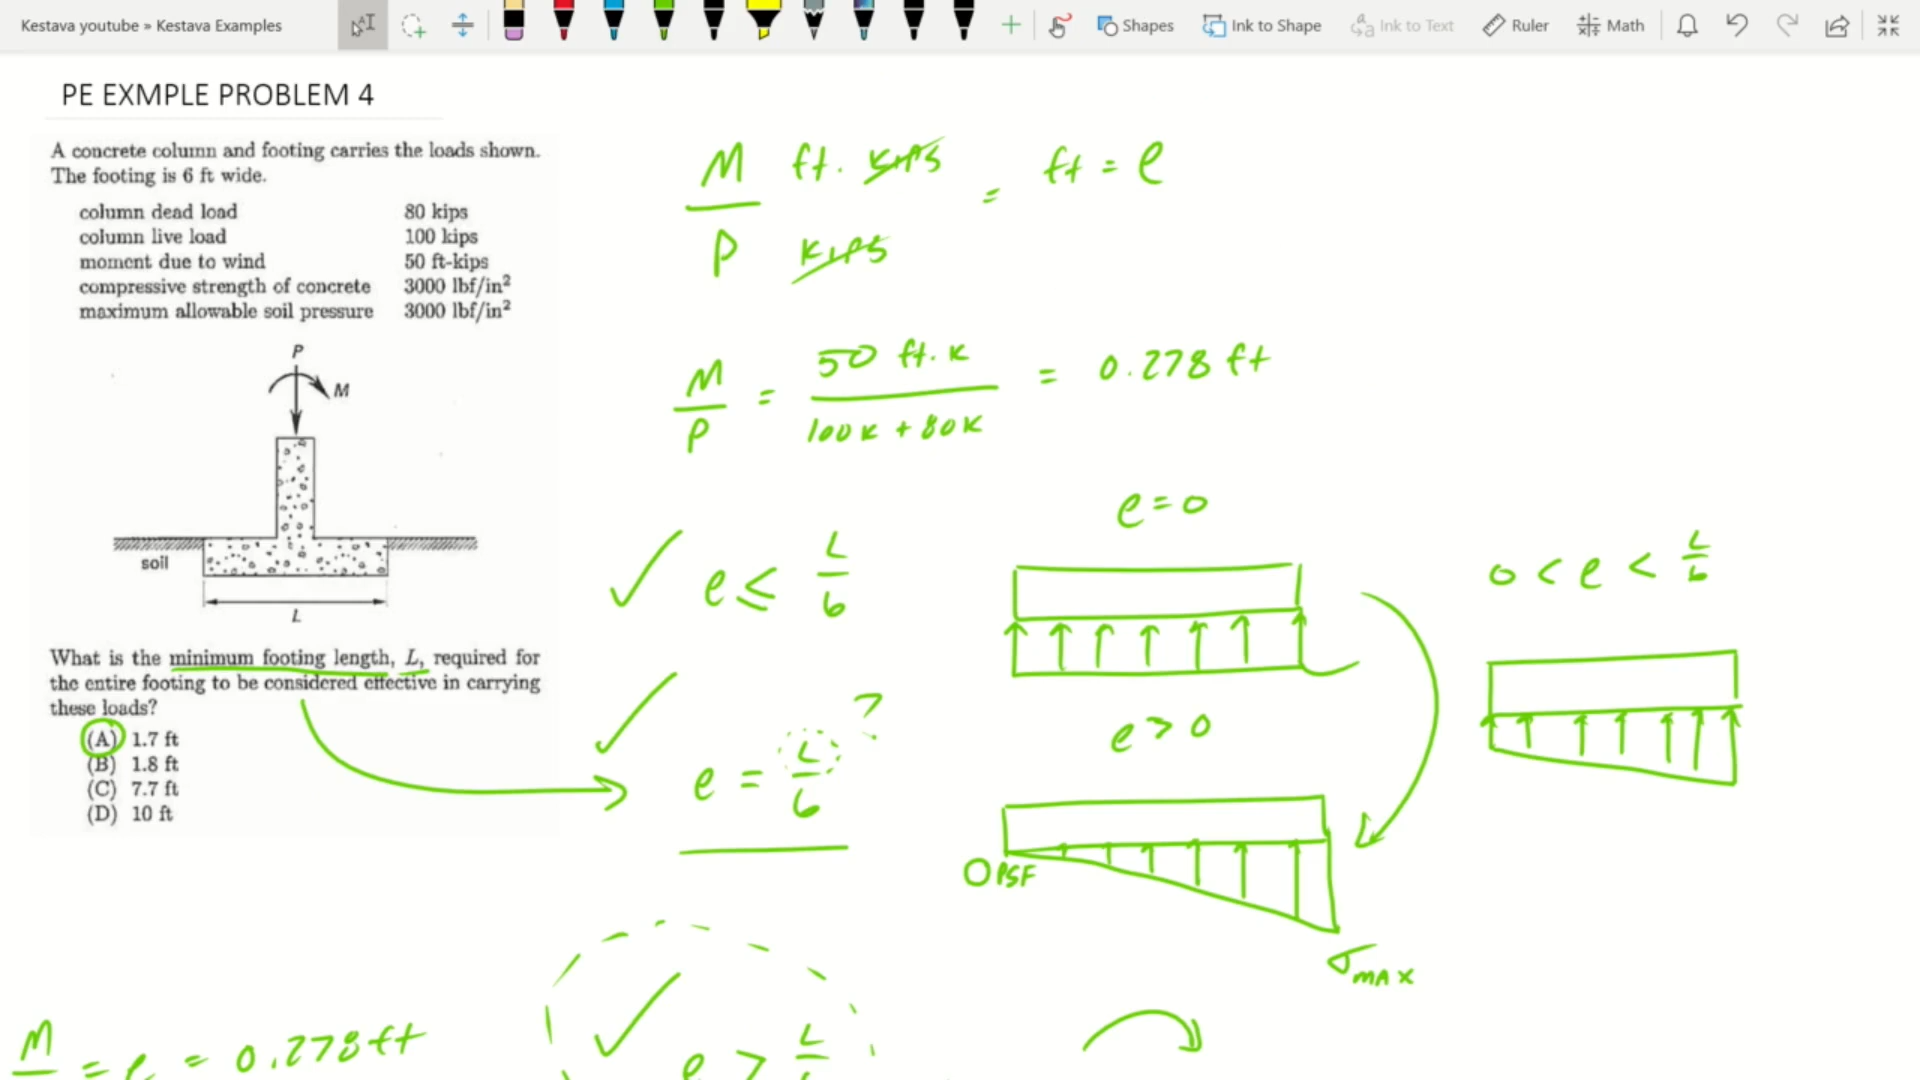 Kestava youtube » Kestava Examples
Shapes
Ink to Shape
Ink to Text
Ruler
Math
PE EXMPLE PROBLEM 4
A concrete column and footing carries the loads shown.
The footing is 6 ft wide.
column dead load 80 kips
column live load 100 kips
moment due to wind 50 ft-kips
compressive strength of concrete 3000 lbf/in²
maximum allowable soil pressure 3000 lbf/in²
P
M
soil
L
What is the minimum footing length, L, required for
the entire footing to be considered effective in carrying
these loads?
(A) 1.7 ft
(B) 1.8 ft
(C) 7.7 ft
(D) 10 ft
M/P ft. kips / kips = ft = e
M/P = 50 ft.k / 100k + 80k = 0.278 ft
e ≤ L/6
e = L/6 ?
e = 0
e > 0
0 < e < L/6
0 PSF
σMAX
M = e = 0.278 ft
e > L